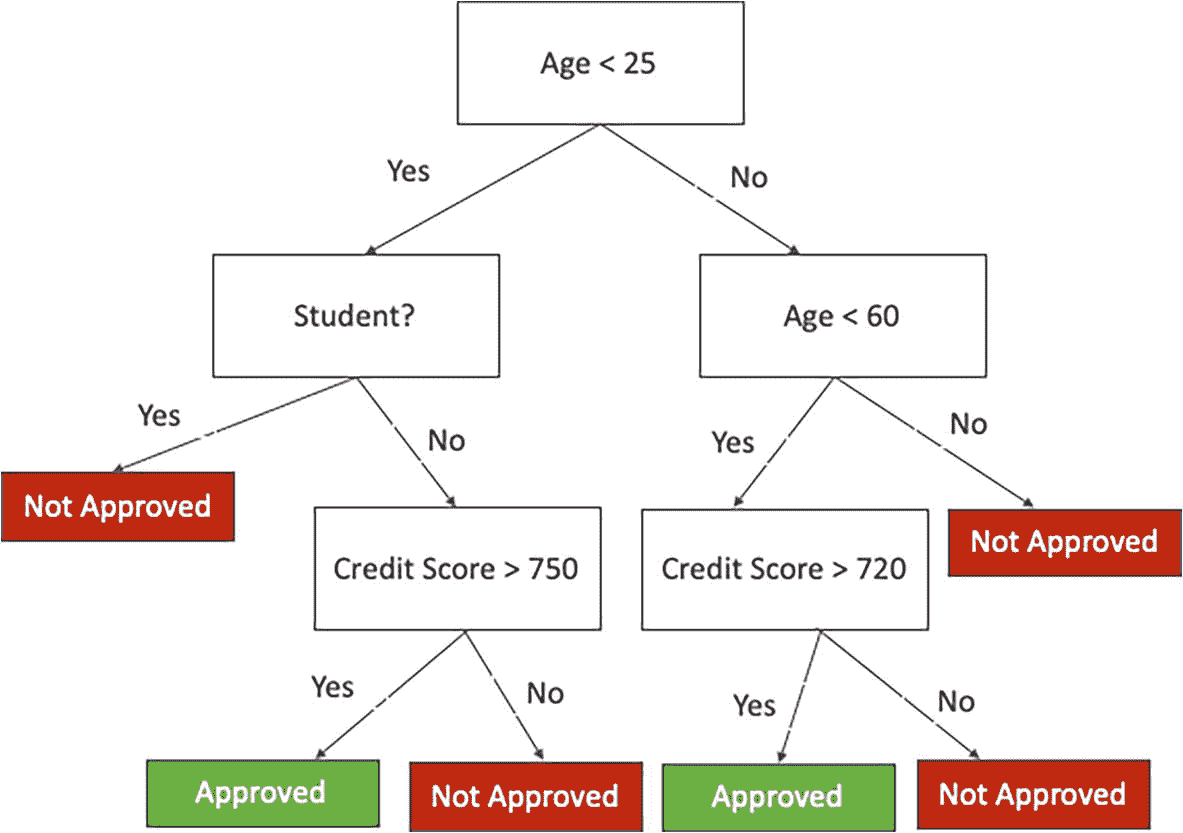 Age < 25
Yes
No
Student?
Age < 60
Yes
No
Yes
No
Not Approved
Not Approved
Credit Score > 750
Credit Score > 720
Yes
No
Yes
No
Approved
Not Approved
Approved
Not Approved